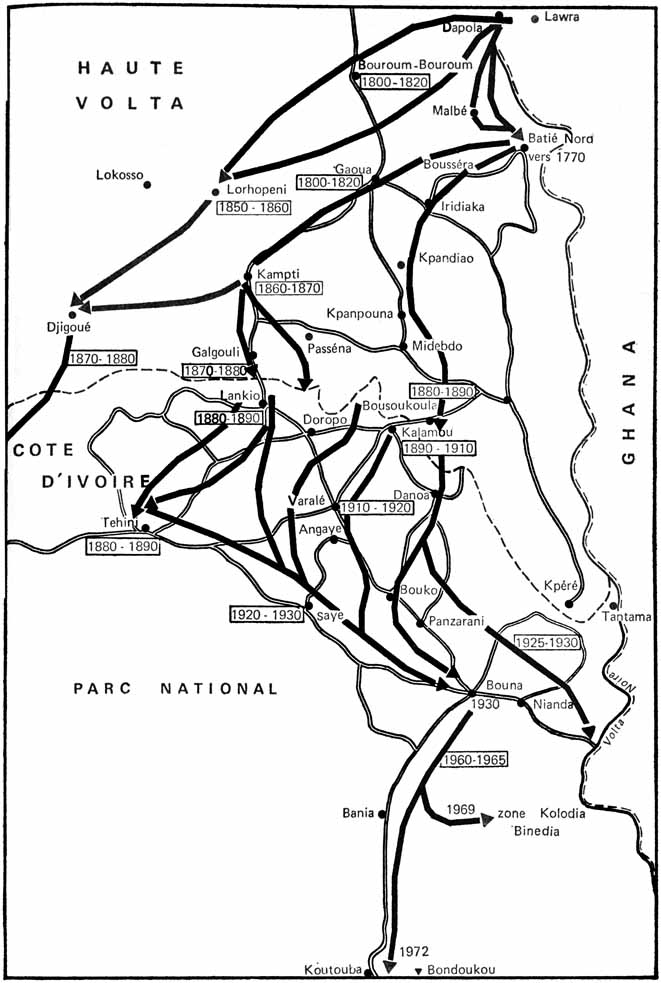 Dapola
Lawra
HAUTE
VOLTA
Bouroum-Bouroum
1800-1820
Malbé
Batié Nord
vers 1770
Lokosso
Gaoua
1800-1820
Bousséra
Lorhopeni
1850-1860
Iridiaka
Kpandiao
Kampti
1860-1870
Djigoué
Kpanpouna
Passéna
Midebdo
Galgouli
1870-1880
1870-1880
GHANA
1880-1890
Lankio
1880-1890
Bousoukoula
Doropo
Kalamou
1890-1910
COTE
D'IVOIRE
Varalé
1910-1920
Danoa
Tehini
1880-1890
Angaye
Kpéré
Bouko
1920-1930
Saye
Panzarani
Tantama
1925-1930
PARC NATIONAL
Bouna
1930
Nianda
Volta Noire
1960-1965
Bania
1969
zone Kolodia
Binedia
1972
Koutouba
Bondoukou